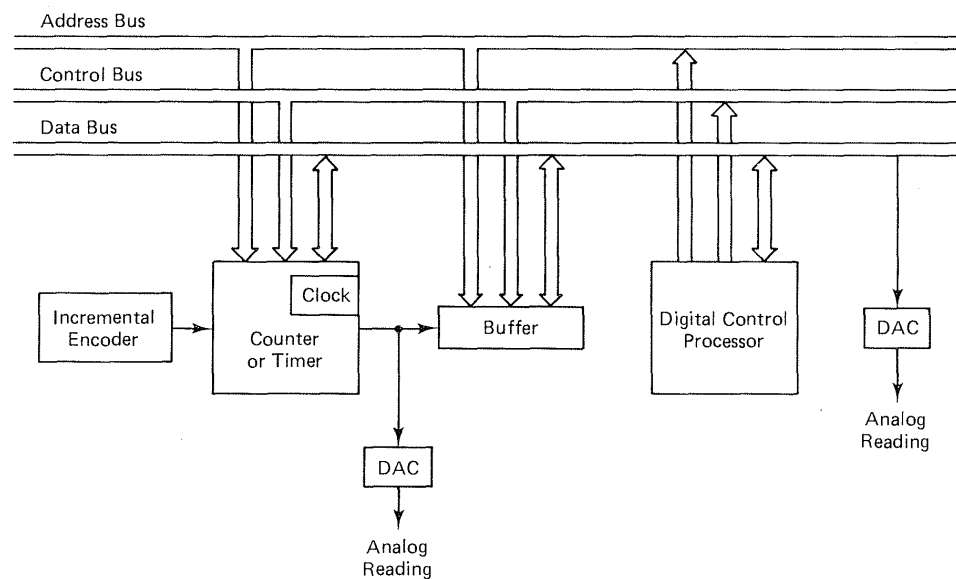 Address Bus
Control Bus
Data Bus
Incremental
Encoder
Clock
Counter
or Timer
Buffer
Digital Control
Processor
DAC
Analog
Reading
DAC
Analog
Reading